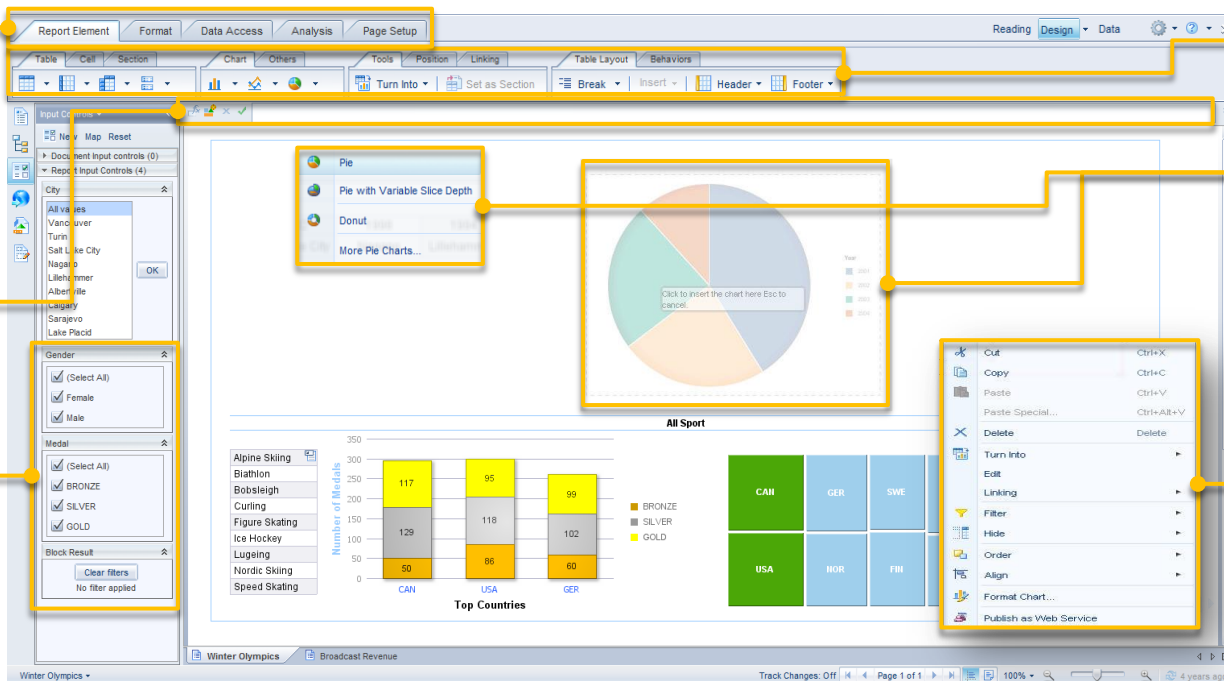 Report Element Format Data Access Analysis Page Setup Reading Design Data
Table Cell Section Chart Others Tools Position Linking Table Layout Behaviors
Turn Into Set as Section Break Insert Header Footer
Input Controls
New Map Reset
Document Input controls (0)
Report Input Controls (4)
City
All values
Vancouver
Turin
Salt Lake City
Nagano
Lillehammer
Albertville
Calgary
Sarajevo
Lake Placid
OK
Gender
(Select All)
Female
Male
Medal
(Select All)
BRONZE
SILVER
GOLD
Block Result
Clear filters
No filter applied
Pie
Pie with Variable Slice Depth
Donut
More Pie Charts...
Click to insert the chart here Esc to
cancel.
Year
2001
2002
2003
2004
All Sport
Alpine Skiing
Biathlon
Bobsleigh
Curling
Figure Skating
Ice Hockey
Lugeing
Nordic Skiing
Speed Skating
Number of Medals
350
300
250
200
150
100
50
0
117
129
50
95
118
86
99
102
60
CAN USA GER
Top Countries
BRONZE
SILVER
GOLD
CAN GER SWE
USA NOR FIN
Cut Ctrl+X
Copy Ctrl+C
Paste Ctrl+V
Paste Special... Ctrl+Alt+V
Delete Delete
Turn Into
Edit
Linking
Filter
Hide
Order
Align
Format Chart...
Publish as Web Service
Winter Olympics Broadcast Revenue
Winter Olympics Track Changes: Off Page 1 of 1 100% 4 years ago